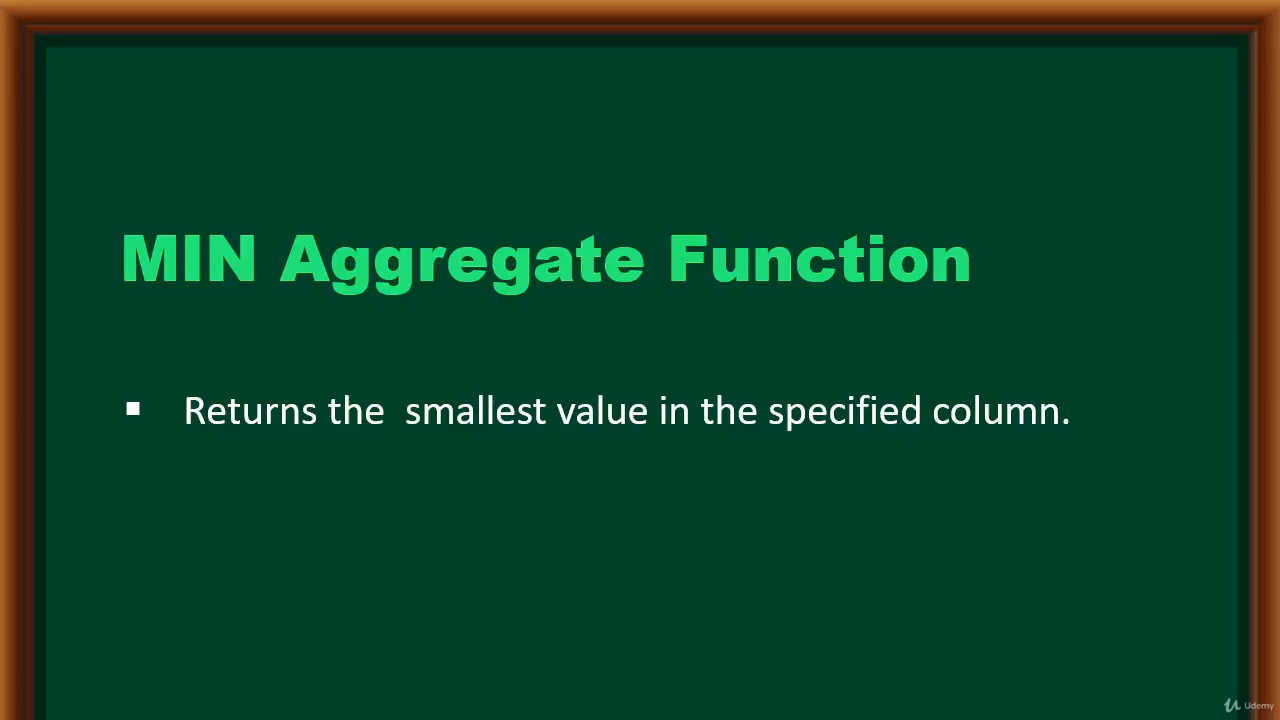 MIN Aggregate Function
▪ Returns the  smallest value in the specified column.
Udemy